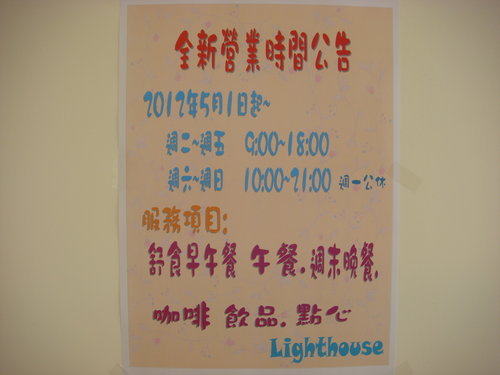 全新營業時間公告
2012年5月1日起~
週二~週五 9:00~18:00
週六~週日 10:00~21:00 週一公休
服務項目:
舒食早午餐 午餐.週末晚餐.
咖啡 飲品.點心
Lighthouse